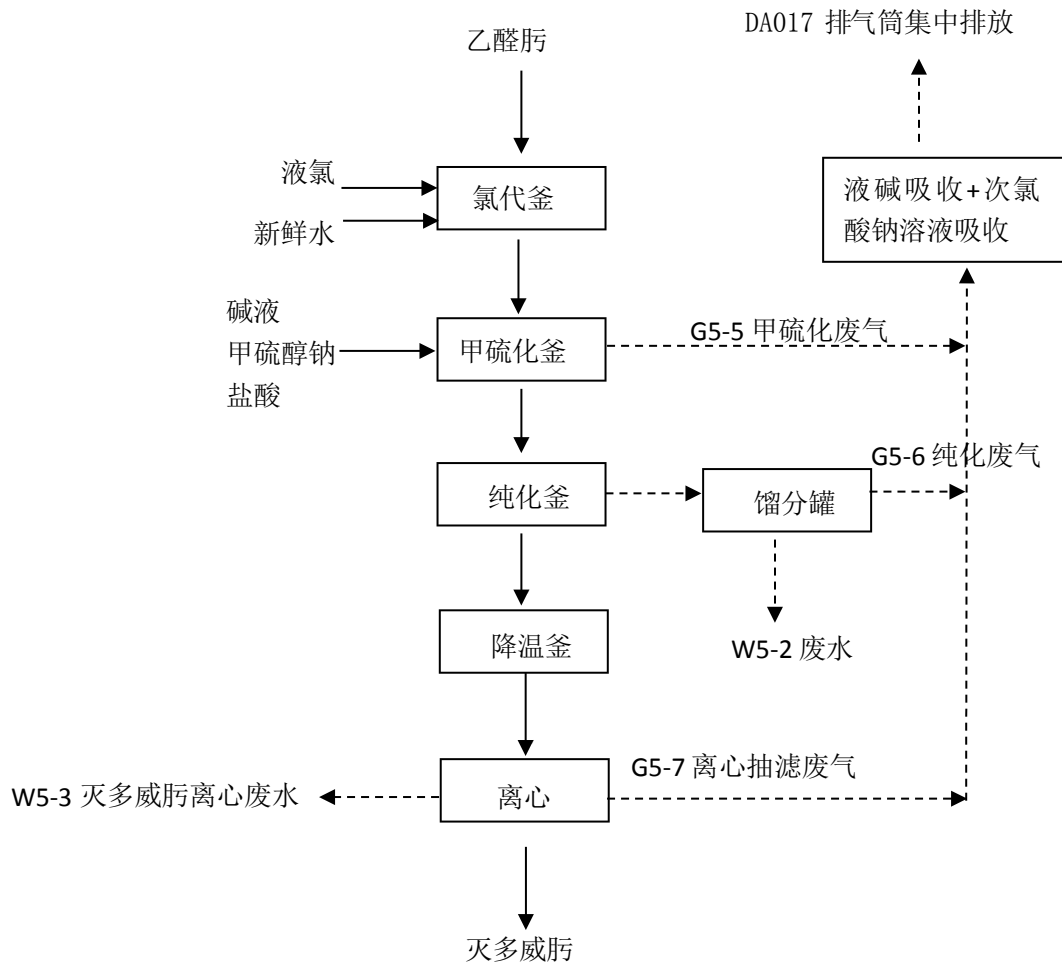 DA017 排气筒集中排放
乙醛肟
液氯
新鲜水
氯代釜
液碱吸收+次氯
酸钠溶液吸收
碱液
甲硫醇钠
盐酸
甲硫化釜
G5-5 甲硫化废气
纯化釜
馏分罐
G5-6 纯化废气
降温釜
W5-2 废水
G5-7 离心抽滤废气
W5-3 灭多威肟离心废水
离心
灭多威肟